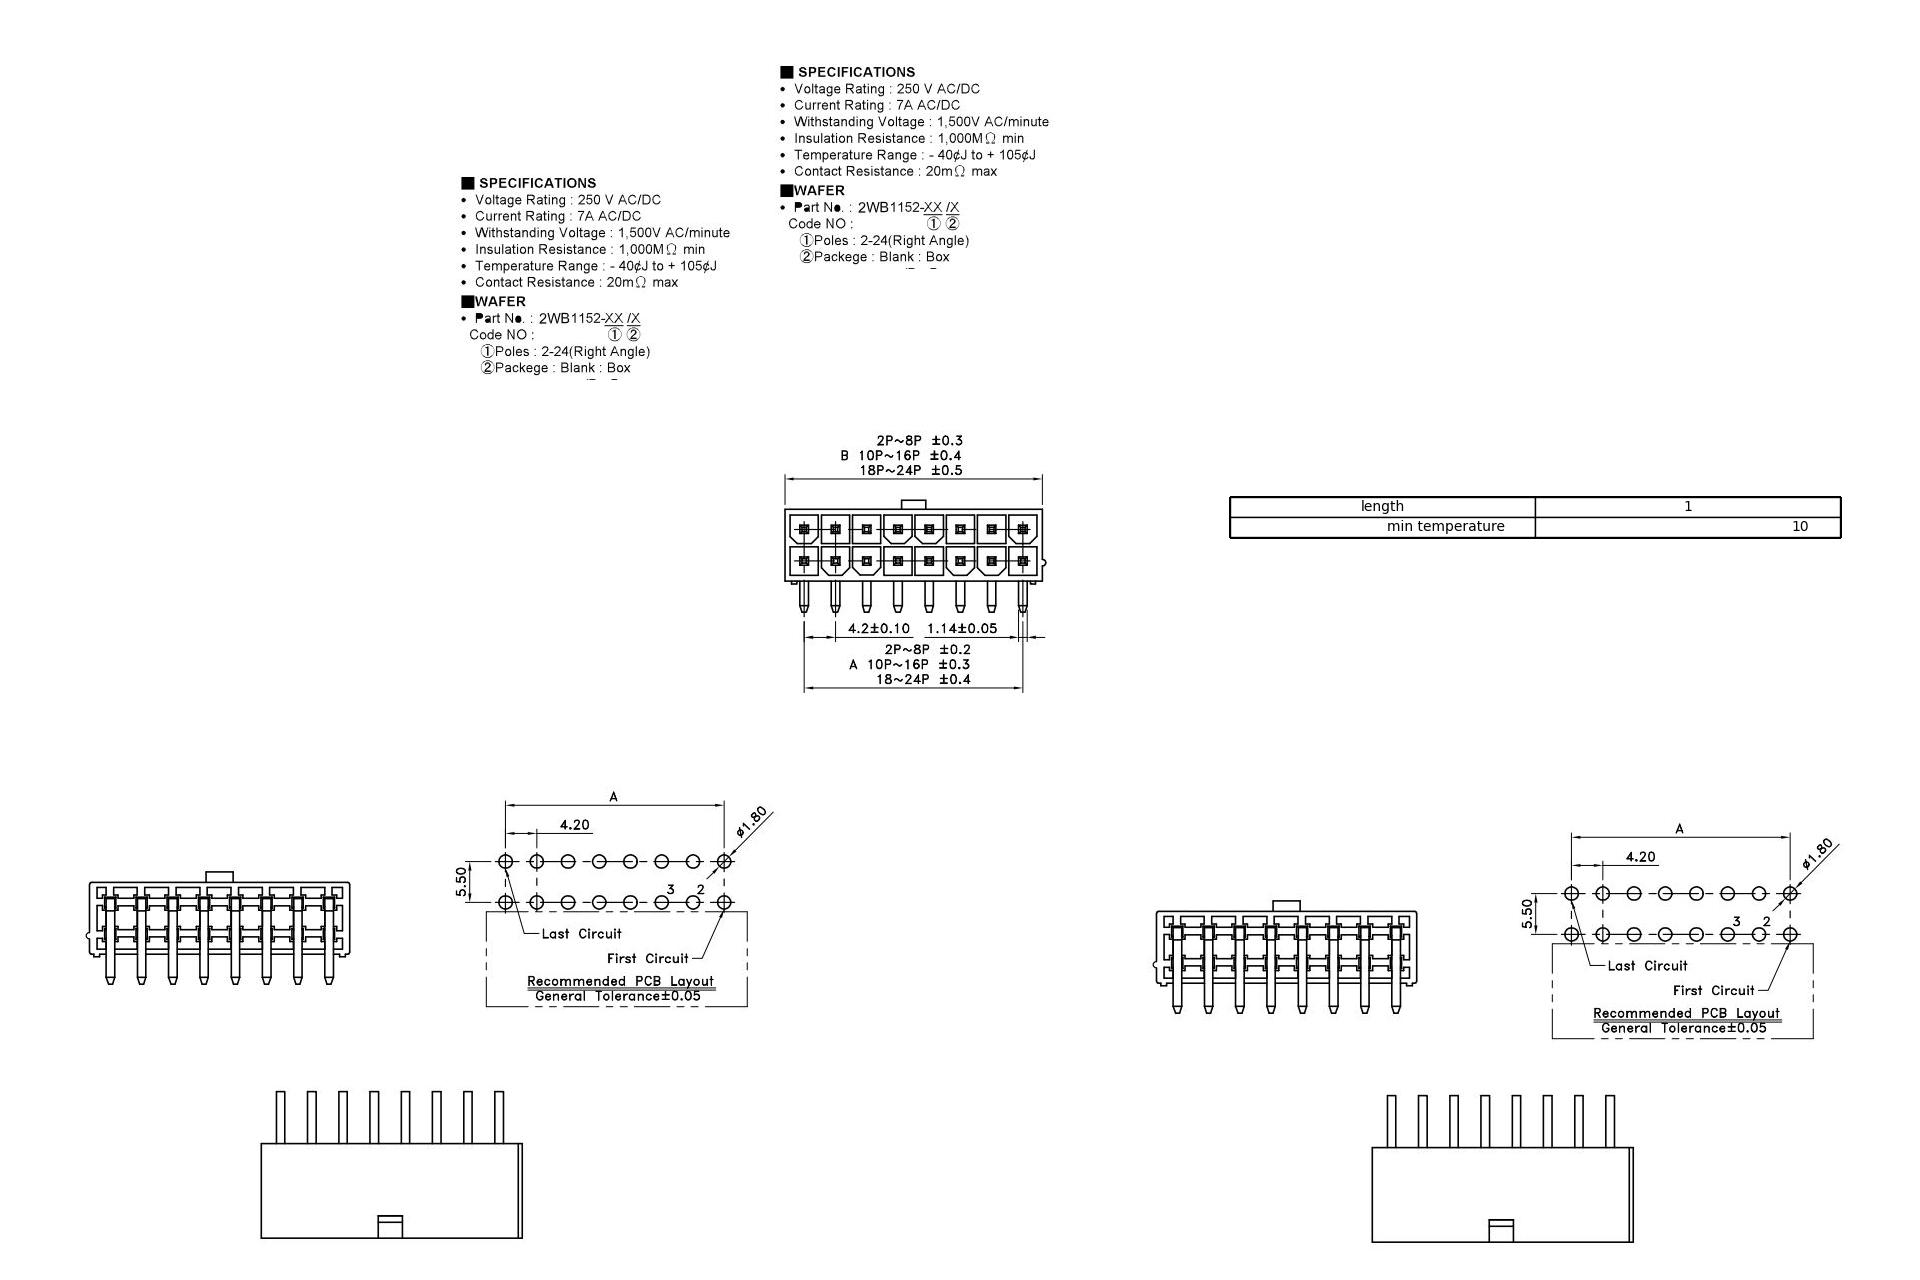 ■ SPECIFICATIONS
• Voltage Rating : 250 V AC/DC
• Current Rating : 7A AC/DC
• Withstanding Voltage : 1,500V AC/minute
• Insulation Resistance : 1,000MΩ min
• Temperature Range : - 40¢J to + 105¢J
• Contact Resistance : 20mΩ max
■WAFER
• Part No. : 2WB1152-XX /X
Code NO : ① ②
①Poles : 2-24(Right Angle)
②Packege : Blank : Box
■ SPECIFICATIONS
• Voltage Rating : 250 V AC/DC
• Current Rating : 7A AC/DC
• Withstanding Voltage : 1,500V AC/minute
• Insulation Resistance : 1,000MΩ min
• Temperature Range : - 40¢J to + 105¢J
• Contact Resistance : 20mΩ max
■WAFER
• Part No. : 2WB1152-XX /X
Code NO : ① ②
①Poles : 2-24(Right Angle)
②Packege : Blank : Box
2P~8P ±0.3
B 10P~16P ±0.4
18P~24P ±0.5
length 1
min temperature 10
4.2±0.10 1.14±0.05
2P~8P ±0.2
A 10P~16P ±0.3
18~24P ±0.4
A
4.20
ø1.80
5.50
3 2
Last Circuit
First Circuit
Recommended PCB Layout
General Tolerance±0.05
A
4.20
ø1.80
5.50
3 2
Last Circuit
First Circuit
Recommended PCB Layout
General Tolerance±0.05